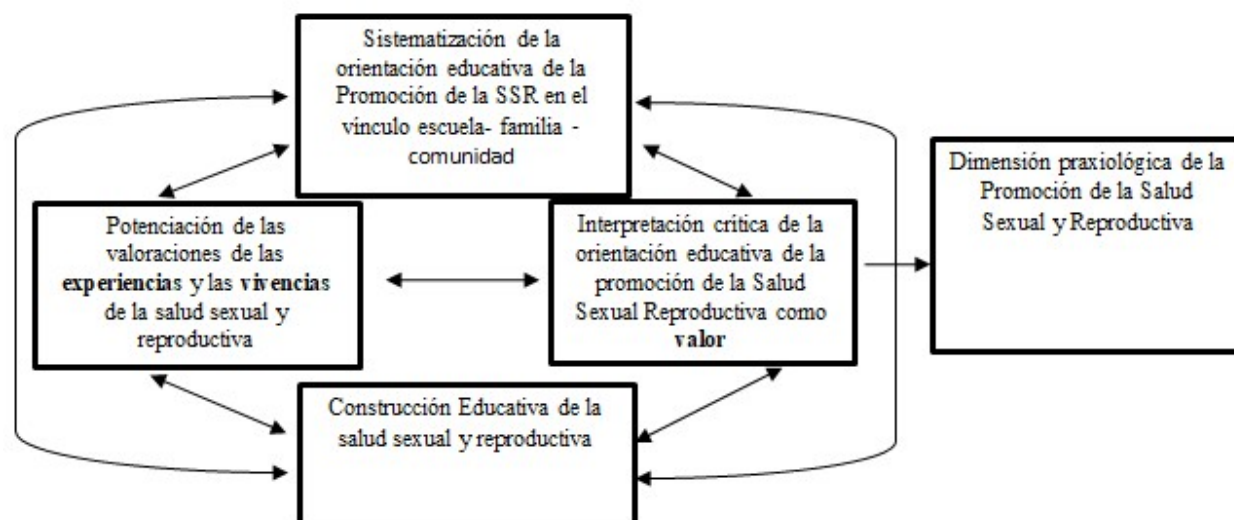 Sistematización de la
orientación educativa de la
Promoción de la SSR en el
vínculo escuela- familia -
comunidad
Potenciación de las
valoraciones de las
experiencias y las vivencias
de la salud sexual y
reproductiva
Interpretación crítica de la
orientación educativa de la
promoción de la Salud
Sexual Reproductiva como
valor
Dimensión praxiológica de la
Promoción de la Salud
Sexual y Reproductiva
Construcción Educativa de la
salud sexual y reproductiva